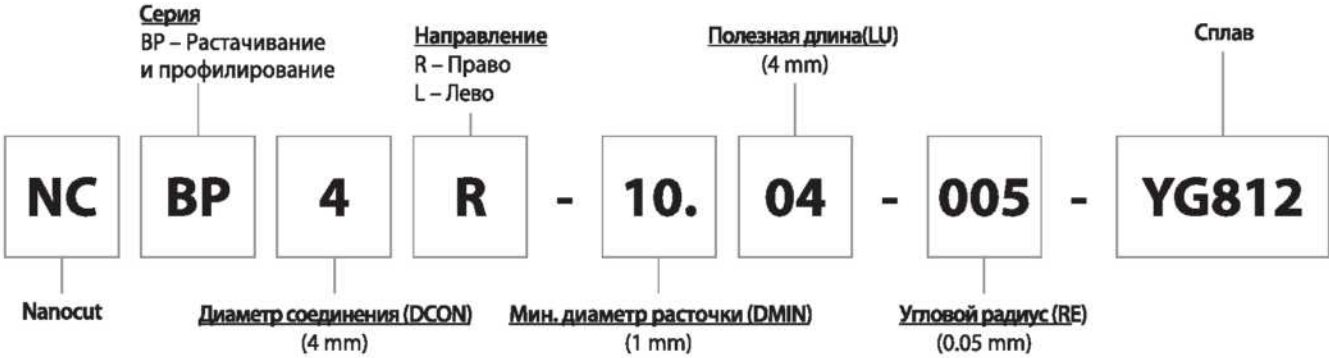 Серия
BP – Растачивание
и профилирование
Направление
R – Право
L – Лево
Полезная длина(LU)
(4 mm)
Сплав
NC BP 4 R - 10. 04 - 005 - YG812
Nanocut
Диаметр соединения (DCON)
(4 mm)
Мин. диаметр расточки (DMIN)
(1 mm)
Угловой радиус (RE)
(0.05 mm)